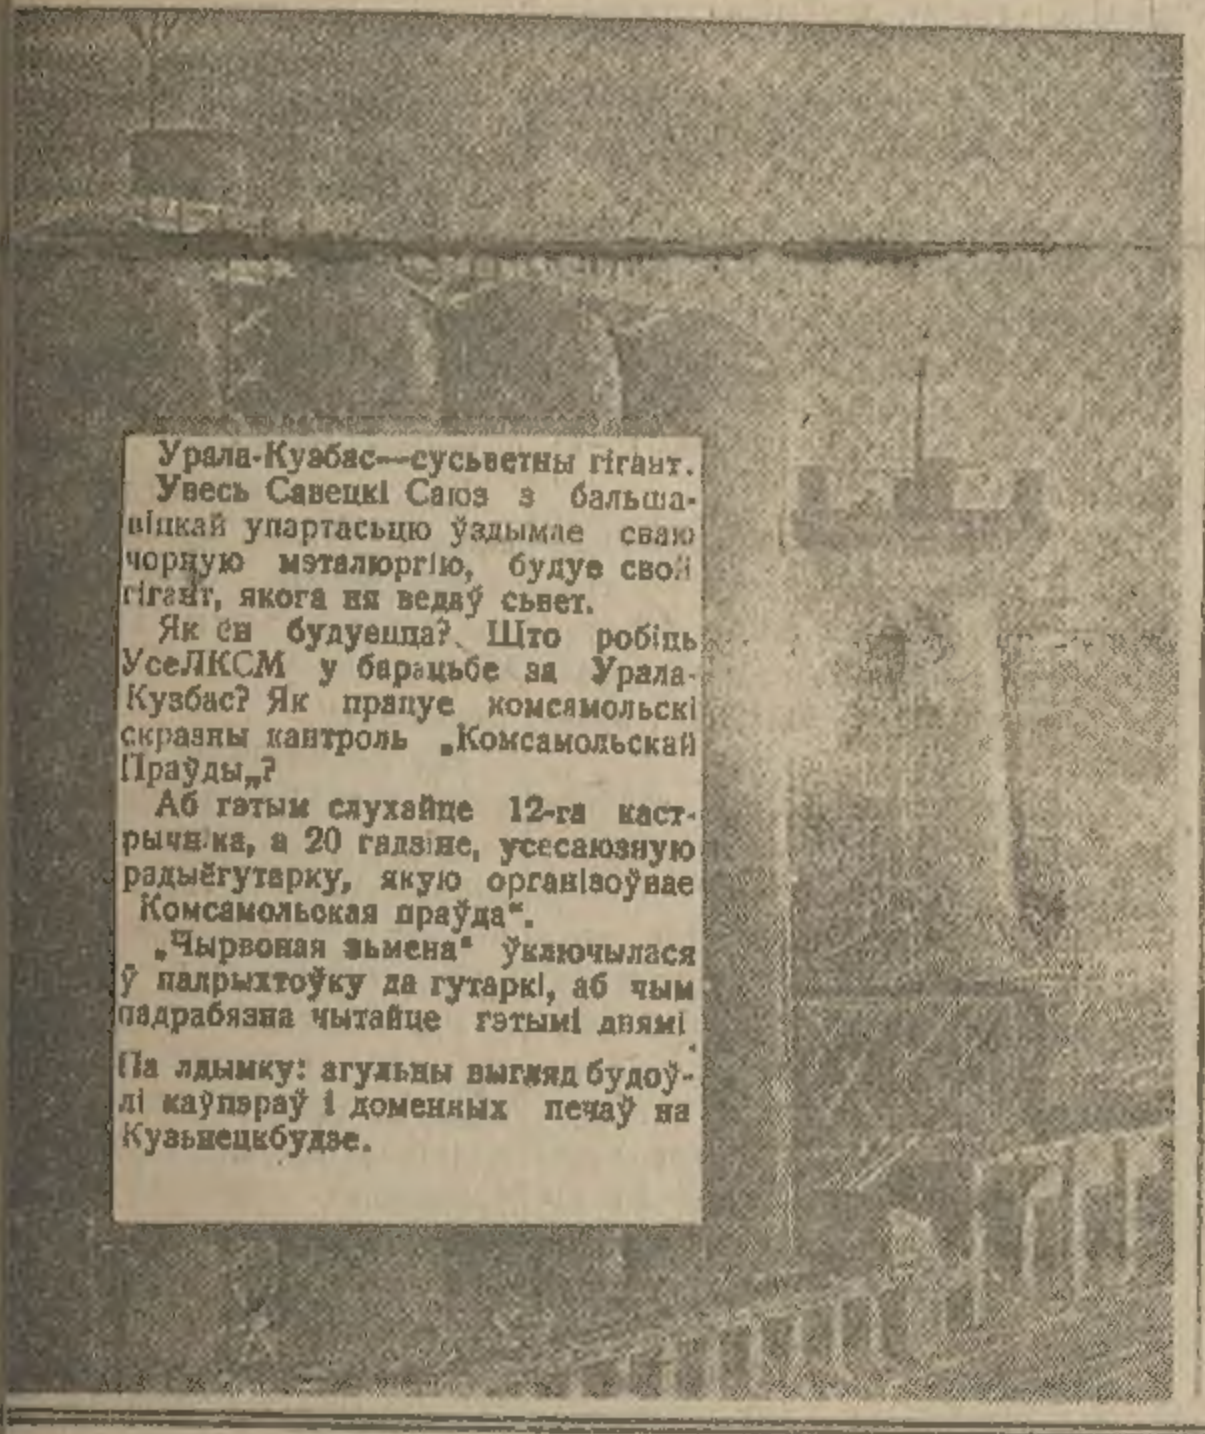 Урала-Кузбас—сусьветны гігант.
Увесь Савецкі Саюз з бальша-
віцкай упартасьцю ўздымае сваю
чорную мэталюргію, будуе свой
гігант, якога ня ведаў сьвет.
Як ён будуецца? Што робіць
УсеЛКСМ у барацьбе за Урала-
Кузбас? Як працуе комсамольскі
скразны кантроль „Комсамольскай
Праўды„?
Аб гэтым слухайце 12-га каст-
рычніка, а 20 гадзіне, усесаюзную
радыёгутарку, якую організоўвае
Комсамольская праўда“.
„Чырвоная зьмена“ ўключылася
ў падрыхтоўку да гутаркі, аб чым
падрабязна чытайце гэтымі днямі
На здымку: агульны выгляд будоў-
лі каўпэраў і доменных печаў на
Кузьнецкбудзе.